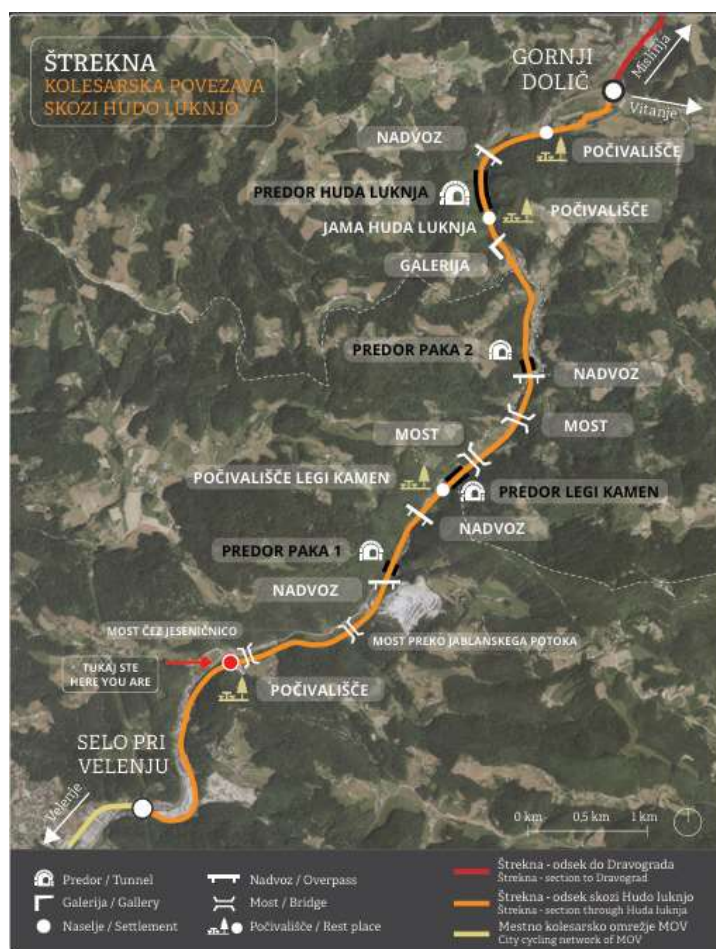 ŠTREKNA
KOLESARSKA POVEZAVA
SKOZI HUDO LUKNJO
GORNJI
DOLIČ
Mislinja
Vitanje
NADVOZ
POČIVALIŠČE
PREDOR HUDA LUKNJA
POČIVALIŠČE
JAMA HUDA LUKNJA
GALERIJA
PREDOR PAKA 2
NADVOZ
MOST
MOST
POČIVALIŠČE LEGI KAMEN
PREDOR LEGI KAMEN
NADVOZ
PREDOR PAKA 1
NADVOZ
MOST ČEZ JESENIČNICO
MOST PREKO JABLANSKEGA POTOKA
TUKAJ STE
HERE YOU ARE
POČIVALIŠČE
SELO PRI
VELENJU
Velenje
0 km 0,5 km 1 km
Predor / Tunnel
Galerija / Gallery
Naselje / Settlement
Nadvoz / Overpass
Most / Bridge
Počivališče / Rest place
Štrekna - odsek do Dravograda
Štrekna - section to Dravograd
Štrekna - odsek skozi Hudo luknjo
Štrekna - section through Huda luknja
Mestno kolesarsko omrežje MOV
City cycling network of MOV